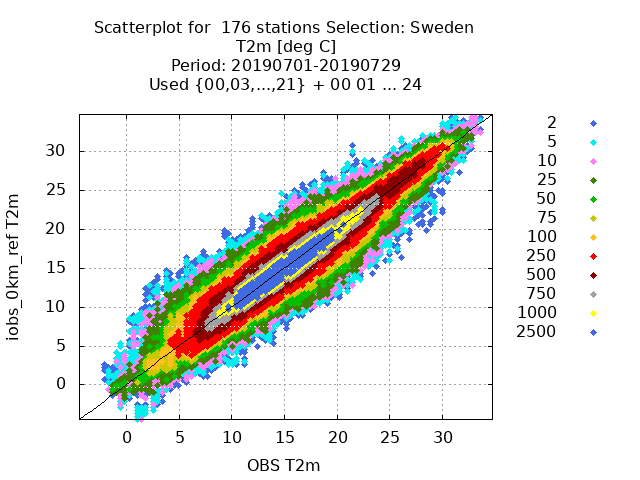 Scatterplot for  176 stations Selection: Sweden
T2m [deg C]
Period: 20190701-20190729
Used {00,03,...,21} + 00 01 ... 24
iobs_0km_ref T2m
30
25
20
15
10
5
0
0 5 10 15 20 25 30
OBS T2m
2
5
10
25
50
75
100
250
500
750
1000
2500